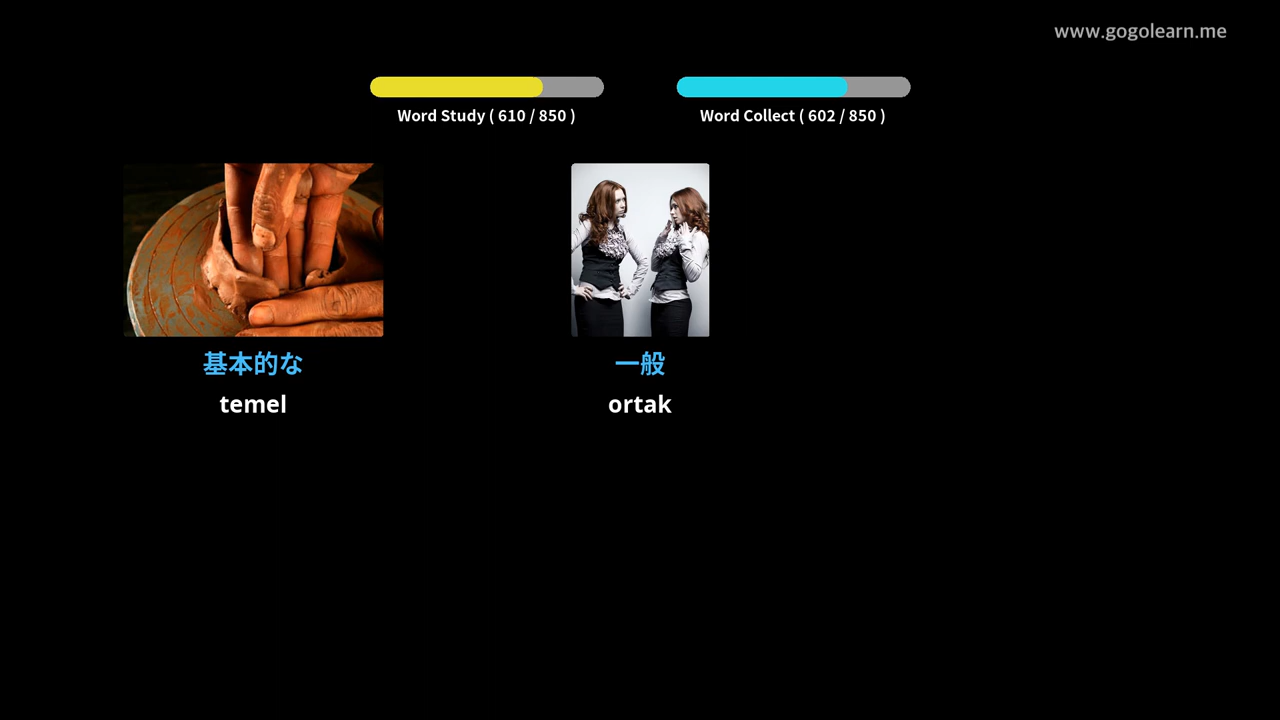 www.gogolearn.me
Word Study ( 610 / 850 )
Word Collect ( 602 / 850 )
基本的な
temel
一般
ortak